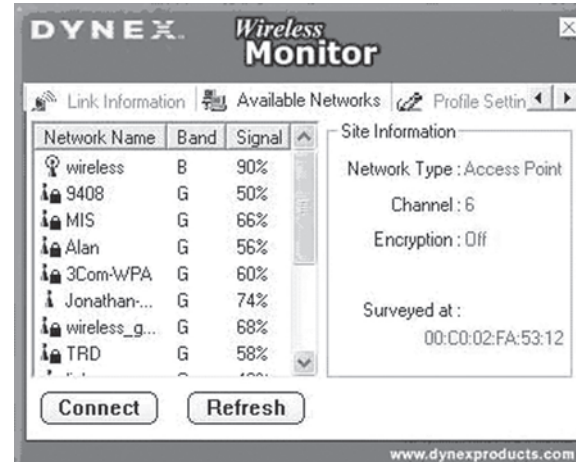 DYNEX
Wireless
Monitor
Link Information
Available Networks
Profile Settin
Network Name Band Signal
wireless B 90%
9408 G 50%
MIS G 66%
Alan G 56%
3Com-WPA G 60%
Jonathan-... G 74%
wireless_g... G 68%
TRD G 58%
Site Information
Network Type : Access Point
Channel : 6
Encryption : Off
Surveyed at :
00:C0:02:FA:53:12
Connect
Refresh
www.dynexproducts.com